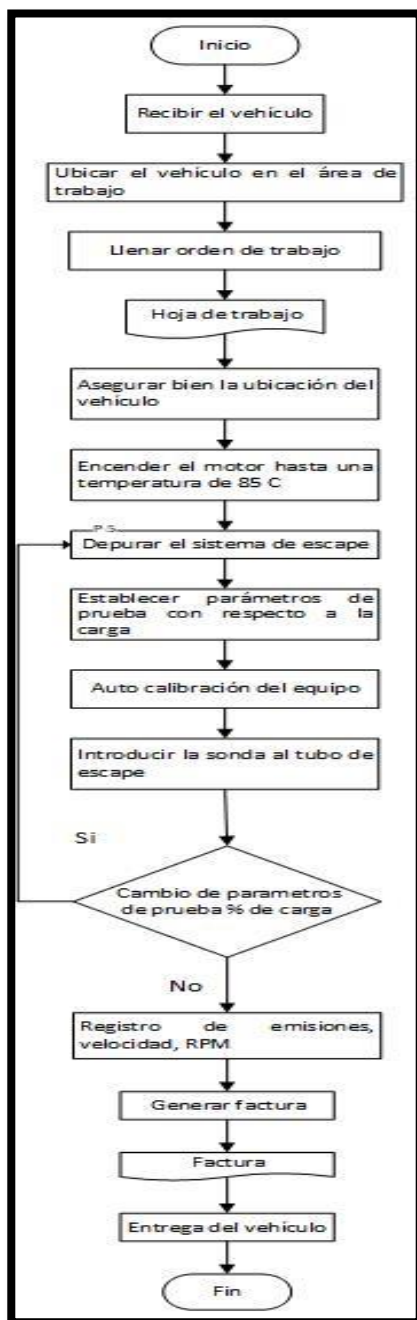 Inicio
Recibir el vehículo
Ubicar el vehículo en el área de
trabajo
Llenar orden de trabajo
Hoja de trabajo
Asegurar bien la ubicación del
vehículo
Encender el motor hasta una
temperatura de 85 C
P S
Depurar el sistema de escape
Establecer parámetros de
prueba con respecto a la
carga
Auto calibración del equipo
Introducir la sonda al tubo de
escape
Si
Cambio de parametros
de prueba % de carga
No
Registro de emisiones,
velocidad, RPM
Generar factura
Factura
Entrega del vehículo
Fin